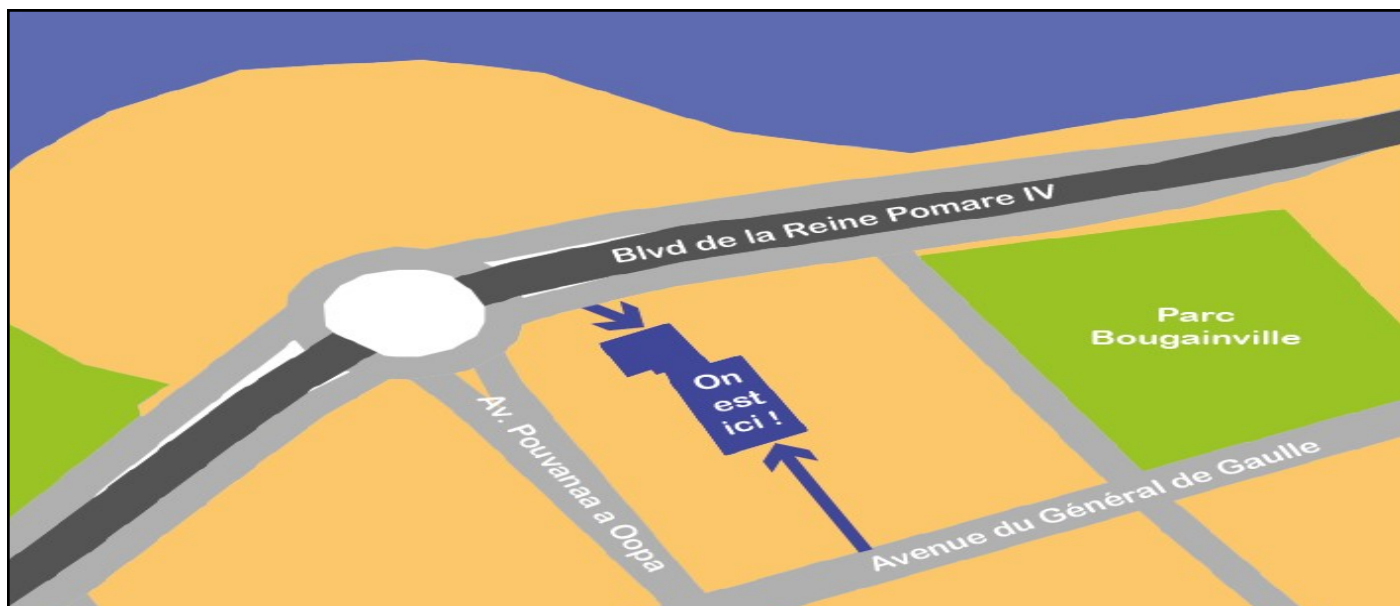 Blvd de la Reine Pomare IV
Parc
Bougainville
On
est
ici !
Av. Pouvanaa a Oopa
Avenue du Général de Gaulle